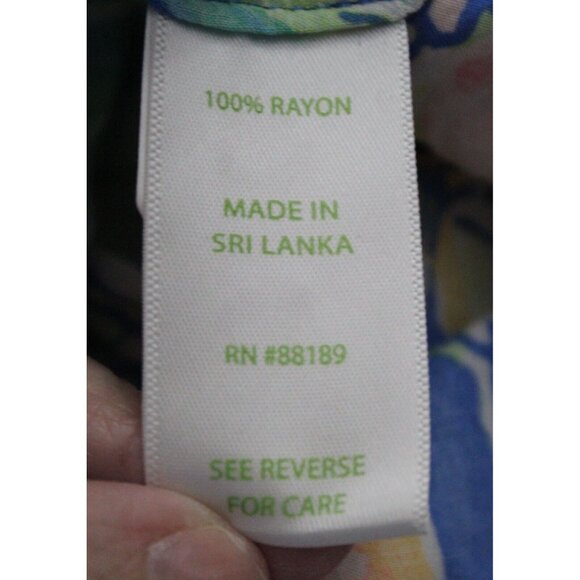 100% RAYON
MADE IN
SRI LANKA
RN #88189
SEE REVERSE
FOR CARE